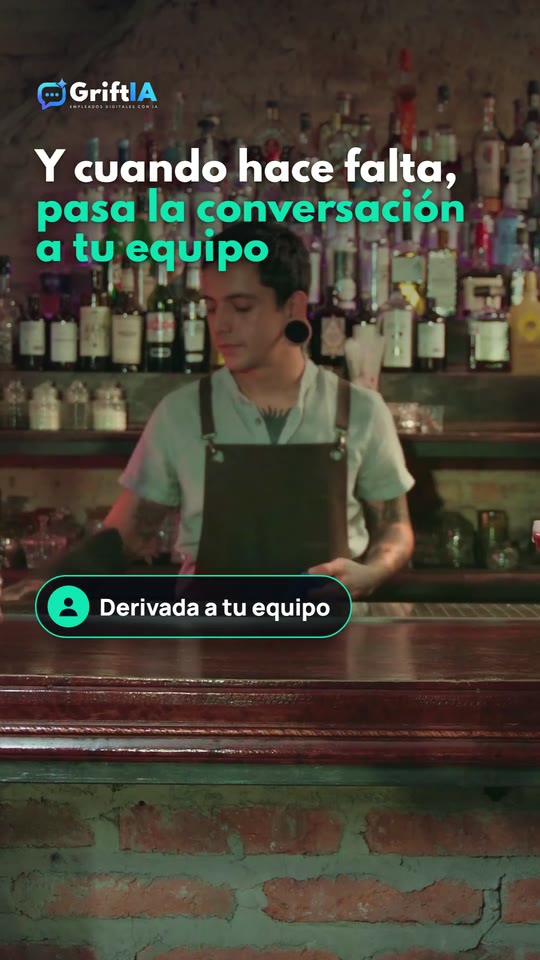 GriftIA
EMPLEADOS DIGITALES CON IA
Y cuando hace falta,
pasa la conversación
a tu equipo
Derivada a tu equipo